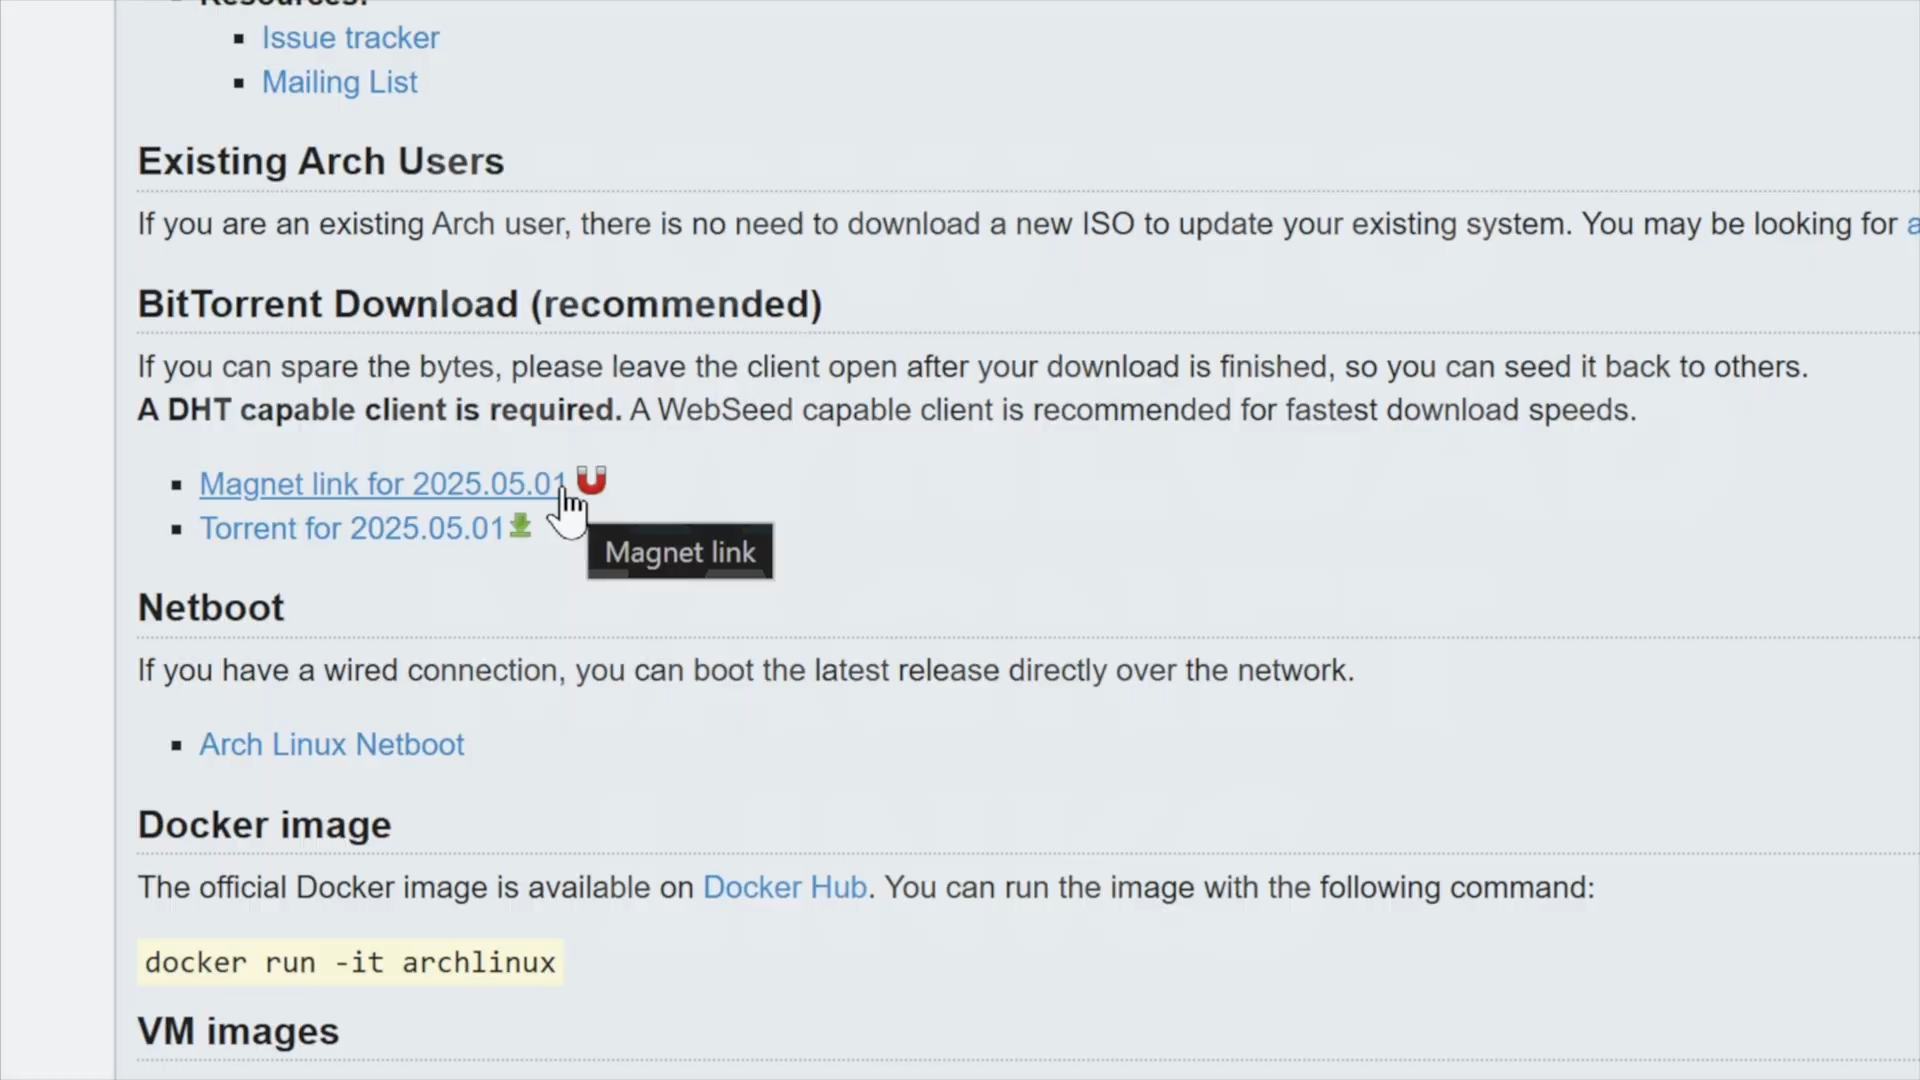 Resources:
Issue tracker
Mailing List
Existing Arch Users
If you are an existing Arch user, there is no need to download a new ISO to update your existing system. You may be looking for
BitTorrent Download (recommended)
If you can spare the bytes, please leave the client open after your download is finished, so you can seed it back to others.
A DHT capable client is required. A WebSeed capable client is recommended for fastest download speeds.
Magnet link for 2025.05.01
Torrent for 2025.05.01
Magnet link
Netboot
If you have a wired connection, you can boot the latest release directly over the network.
Arch Linux Netboot
Docker image
The official Docker image is available on Docker Hub. You can run the image with the following command:
docker run -it archlinux
VM images